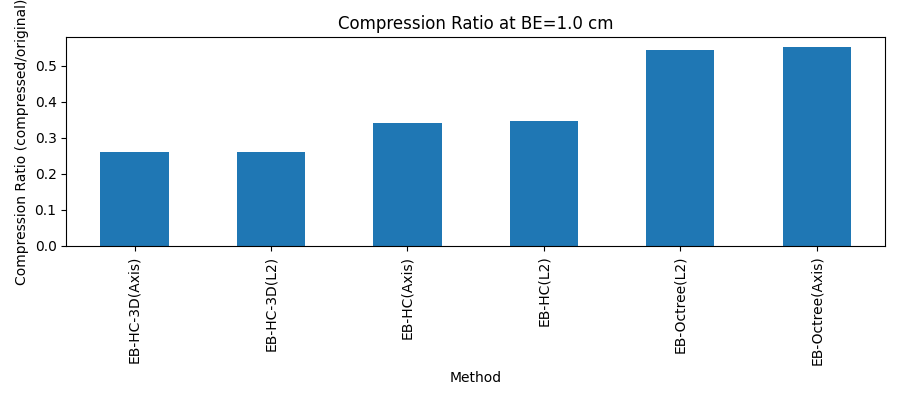 Compression Ratio at BE=1.0 cm
Compression Ratio (compressed/original)
0.5
0.4
0.3
0.2
0.1
0.0
EB-HC-3D(Axis)
EB-HC-3D(L2)
EB-HC(Axis)
EB-HC(L2)
EB-Octree(L2)
EB-Octree(Axis)
Method